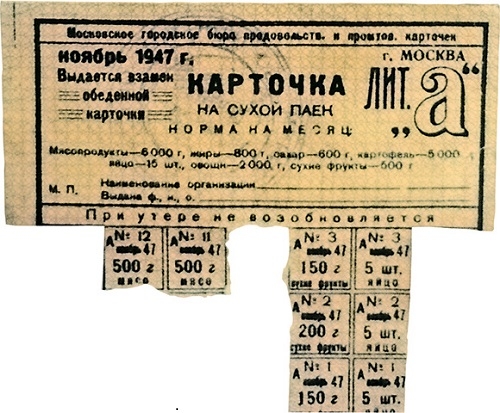 Московское городское бюро продовольств. и промтов. карточек
ноябрь 1947 г.
г. МОСКВА
Выдается взамен
обеденной
карточки
КАРТОЧКА
НА СУХОЙ ПАЕК
НОРМА НА МЕСЯЦ:
ЛИТ. „а“
Мясопродукты—6000 г, жиры—800 г, сахар—600 г, картофель—5000 г,
яйцо—15 шт., овощи—2000 г, сухие фрукты—500 г
М. П.
Наименование организации
Выдана ф., и., о.
При утере не возобновляется
А № 12 ноябрь 47 500 г мясо
А № 11 ноябрь 47 500 г мясо
А № 3 ноябрь 47 150 г сухие фрукты
А № 3 ноябрь 47 5 шт. яйцо
А № 2 ноябрь 47 200 г сухие фрукты
А № 2 ноябрь 47 5 шт. яйцо
А № 1 ноябрь 47 150 г
А № 1 ноябрь 47 5 шт.